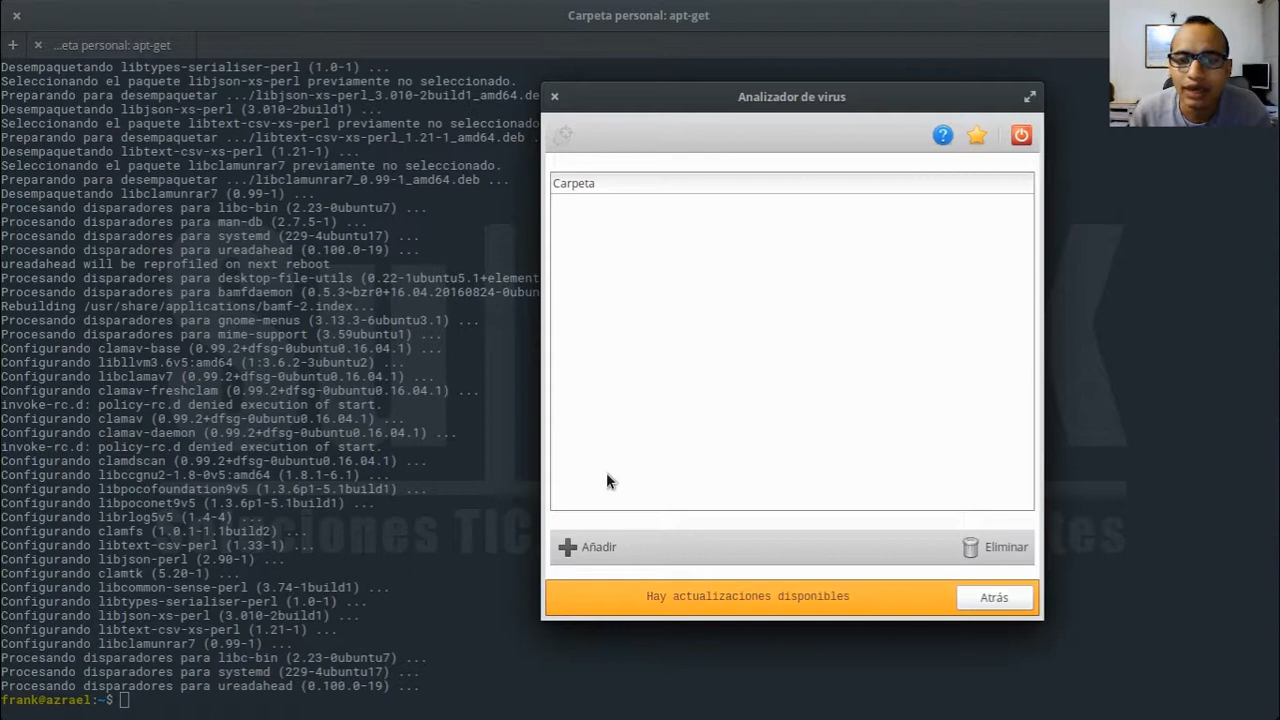 Carpeta personal: apt-get
...eta personal: apt-get
Desempaquetando libtypes-serialiser-perl (1.0-1) ...
Seleccionando el paquete libjson-xs-perl previamente no seleccionado.
Preparando para desempaquetar .../libjson-xs-perl_3.010-2build1_amd64.de
Desempaquetando libjson-xs-perl (3.010-2build1) ...
Seleccionando el paquete libtext-csv-xs-perl previamente no seleccionado
Preparando para desempaquetar .../libtext-csv-xs-perl_1.21-1_amd64.deb .
Desempaquetando libtext-csv-xs-perl (1.21-1) ...
Seleccionando el paquete libclamunrar7 previamente no seleccionado.
Preparando para desempaquetar .../libclamunrar7_0.99-1_amd64.deb ...
Desempaquetando libclamunrar7 (0.99-1) ...
Procesando disparadores para libc-bin (2.23-0ubuntu7) ...
Procesando disparadores para man-db (2.7.5-1) ...
Procesando disparadores para systemd (229-4ubuntu17) ...
Procesando disparadores para ureadahead (0.100.0-19) ...
ureadahead will be reprofiled on next reboot
Procesando disparadores para desktop-file-utils (0.22-1ubuntu5.1+element
Procesando disparadores para bamfdaemon (0.5.3~bzr0+16.04.20160824-0ubun
Rebuilding /usr/share/applications/bamf-2.index...
Procesando disparadores para gnome-menus (3.13.3-6ubuntu3.1) ...
Procesando disparadores para mime-support (3.59ubuntu1) ...
Configurando clamav-base (0.99.2+dfsg-0ubuntu0.16.04.1) ...
Configurando libllvm3.6v5:amd64 (1:3.6.2-3ubuntu2) ...
Configurando libclamav7 (0.99.2+dfsg-0ubuntu0.16.04.1) ...
Configurando clamav-freshclam (0.99.2+dfsg-0ubuntu0.16.04.1) ...
invoke-rc.d: policy-rc.d denied execution of start.
Configurando clamav (0.99.2+dfsg-0ubuntu0.16.04.1) ...
Configurando clamav-daemon (0.99.2+dfsg-0ubuntu0.16.04.1) ...
invoke-rc.d: policy-rc.d denied execution of start.
Configurando clamdscan (0.99.2+dfsg-0ubuntu0.16.04.1) ...
Configurando libccgnu2-1.8-0v5:amd64 (1.8.1-6.1) ...
Configurando libpocofoundation9v5 (1.3.6p1-5.1build1) ...
Configurando libpoconet9v5 (1.3.6p1-5.1build1) ...
Configurando librlog5v5 (1.4-4) ...
Configurando clamfs (1.0.1-1.1build2) ...
Configurando libtext-csv-perl (1.33-1) ...
Configurando libjson-perl (2.90-1) ...
Configurando clamtk (5.20-1) ...
Configurando libcommon-sense-perl (3.74-1build1) ...
Configurando libtypes-serialiser-perl (1.0-1) ...
Configurando libjson-xs-perl (3.010-2build1) ...
Configurando libtext-csv-xs-perl (1.21-1) ...
Configurando libclamunrar7 (0.99-1) ...
Procesando disparadores para libc-bin (2.23-0ubuntu7) ...
Procesando disparadores para systemd (229-4ubuntu17) ...
Procesando disparadores para ureadahead (0.100.0-19) ...
frank@azrael:~$
Analizador de virus
Carpeta
Añadir
Eliminar
Hay actualizaciones disponibles
Atrás